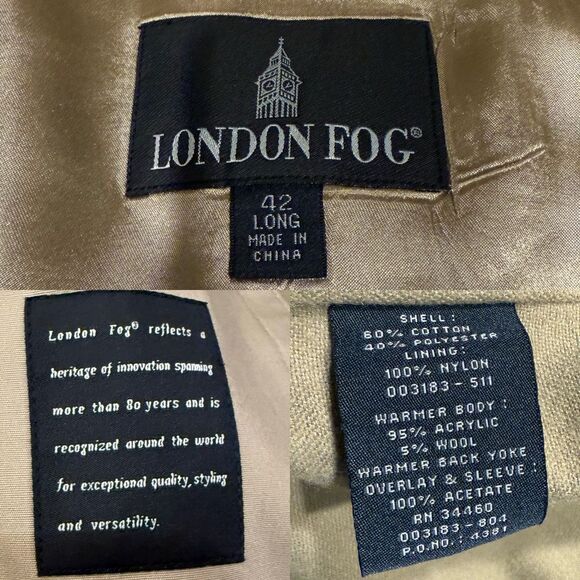 LONDON FOG®
42
LONG
MADE IN
CHINA
London Fog® reflects a
heritage of innovation spanning
more than 80 years and is
recognized around the world
for exceptional quality, styling
and versatility.
SHELL:
60% COTTON
40% POLYESTER
LINING:
100% NYLON
003183-511
WARMER BODY:
95% ACRYLIC
5% WOOL
WARMER BACK YOKE
OVERLAY & SLEEVE:
100% ACETATE
RN 34460
003183-804
P.O.NO.: 4381